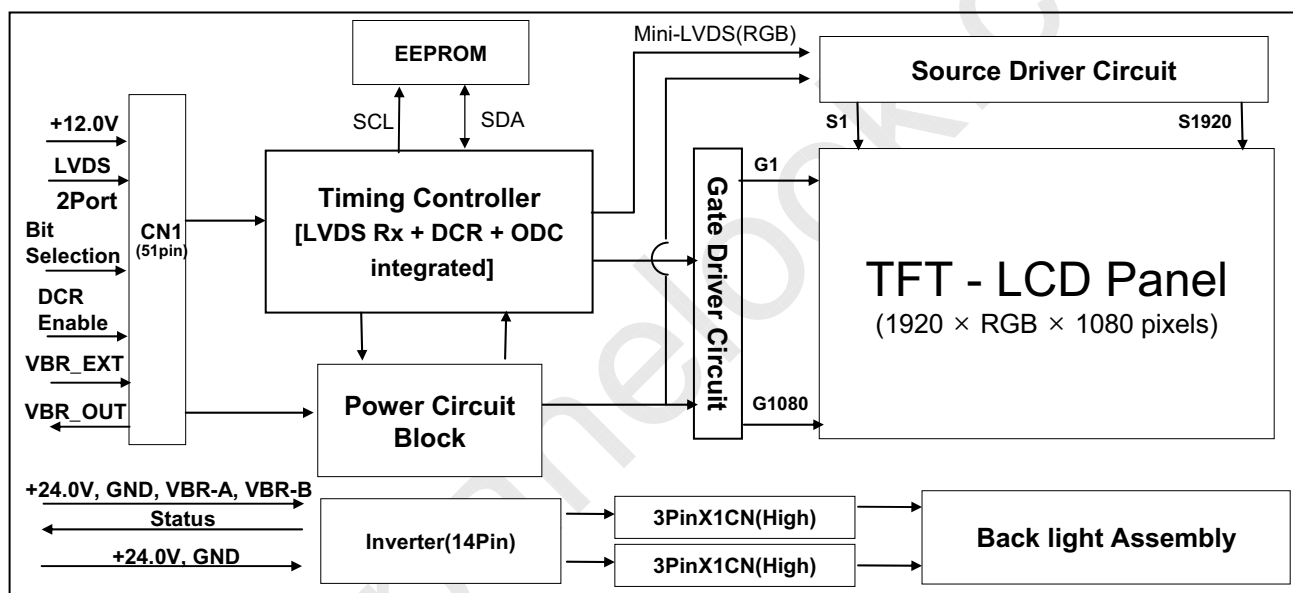 Mini-LVDS(RGB)
EEPROM
Source Driver Circuit
SCL
SDA
S1
S1920
+12.0V
LVDS
2Port
Bit
Selection
DCR
Enable
VBR_EXT
VBR_OUT
CN1
(51pin)
Timing Controller
[LVDS Rx + DCR + ODC
integrated]
Power Circuit
Block
Gate Driver Circuit
G1
G1080
TFT - LCD Panel
(1920 × RGB × 1080 pixels)
+24.0V, GND, VBR-A, VBR-B
Status
+24.0V, GND
Inverter(14Pin)
3PinX1CN(High)
3PinX1CN(High)
Back light Assembly